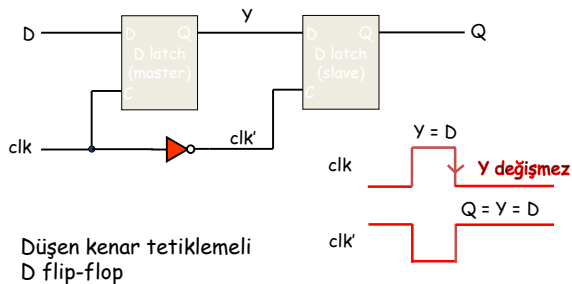 Y
D
D Q
D latch
(master)
C
D Q
D latch
(slave)
C
Q
clk
clk'
Y = D
clk
Y değişmez
Q = Y = D
clk'
Düşen kenar tetiklemeli
D flip-flop